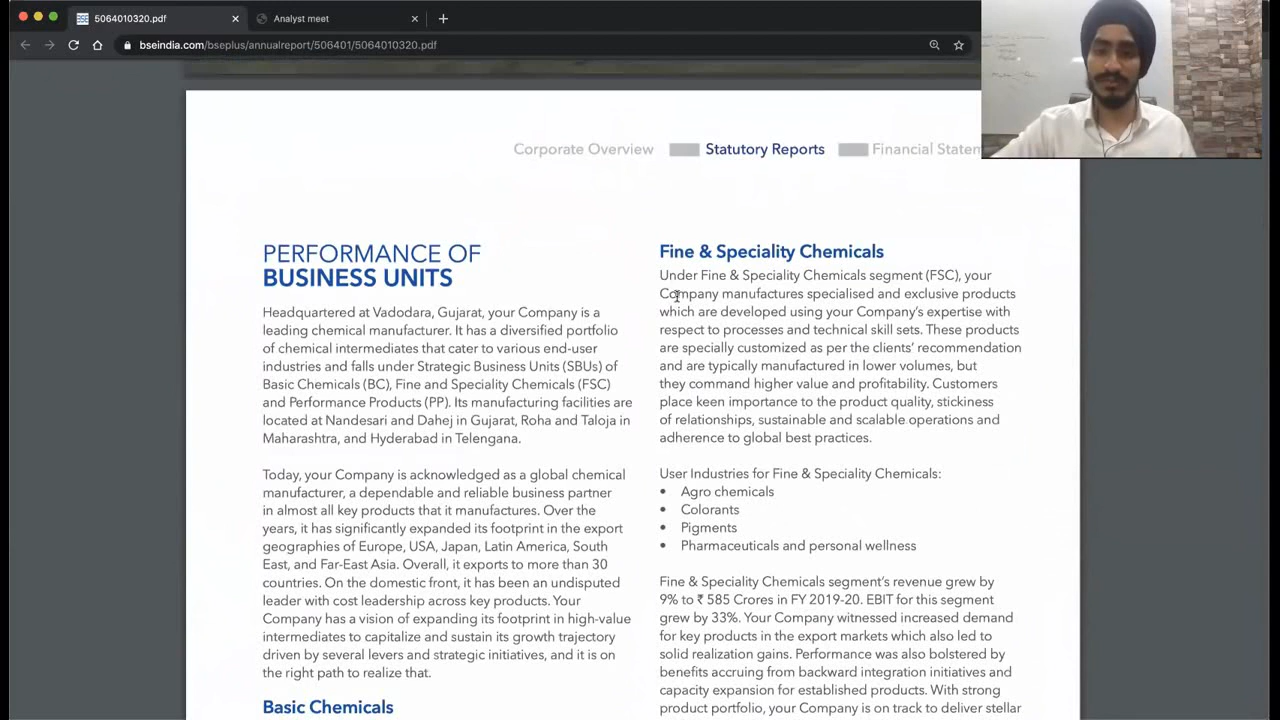 5064010320.pdf
Analyst meet
bseindia.com/bseplus/annualreport/506401/5064010320.pdf
Corporate Overview
Statutory Reports
Financial Statem
PERFORMANCE OF
BUSINESS UNITS
Headquartered at Vadodara, Gujarat, your Company is a
leading chemical manufacturer. It has a diversified portfolio
of chemical intermediates that cater to various end-user
industries and falls under Strategic Business Units (SBUs) of
Basic Chemicals (BC), Fine and Speciality Chemicals (FSC)
and Performance Products (PP). Its manufacturing facilities are
located at Nandesari and Dahej in Gujarat, Roha and Taloja in
Maharashtra, and Hyderabad in Telengana.
Today, your Company is acknowledged as a global chemical
manufacturer, a dependable and reliable business partner
in almost all key products that it manufactures. Over the
years, it has significantly expanded its footprint in the export
geographies of Europe, USA, Japan, Latin America, South
East, and Far-East Asia. Overall, it exports to more than 30
countries. On the domestic front, it has been an undisputed
leader with cost leadership across key products. Your
Company has a vision of expanding its footprint in high-value
intermediates to capitalize and sustain its growth trajectory
driven by several levers and strategic initiatives, and it is on
the right path to realize that.
Basic Chemicals
Fine & Speciality Chemicals
Under Fine & Speciality Chemicals segment (FSC), your
Company manufactures specialised and exclusive products
which are developed using your Company's expertise with
respect to processes and technical skill sets. These products
are specially customized as per the clients' recommendation
and are typically manufactured in lower volumes, but
they command higher value and profitability. Customers
place keen importance to the product quality, stickiness
of relationships, sustainable and scalable operations and
adherence to global best practices.
User Industries for Fine & Speciality Chemicals:
• Agro chemicals
• Colorants
• Pigments
• Pharmaceuticals and personal wellness
Fine & Speciality Chemicals segment's revenue grew by
9% to ₹ 585 Crores in FY 2019-20. EBIT for this segment
grew by 33%. Your Company witnessed increased demand
for key products in the export markets which also led to
solid realization gains. Performance was also bolstered by
benefits accruing from backward integration initiatives and
capacity expansion for established products. With strong
product portfolio, your Company is on track to deliver stellar